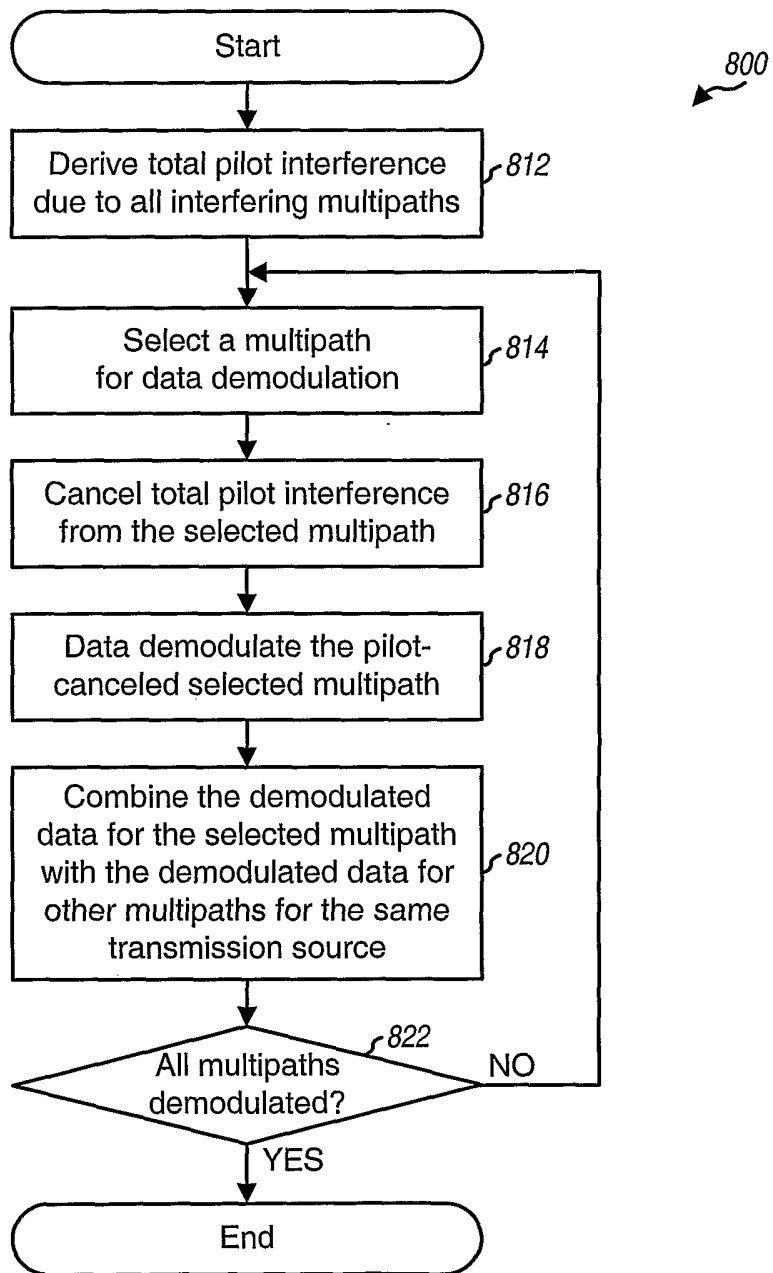 Start
800
Derive total pilot interference
due to all interfering multipaths
812
Select a multipath
for data demodulation
814
Cancel total pilot interference
from the selected multipath
816
Data demodulate the pilot-
canceled selected multipath
818
Combine the demodulated
data for the selected multipath
with the demodulated data for
other multipaths for the same
transmission source
820
822
All multipaths
demodulated?
NO
YES
End